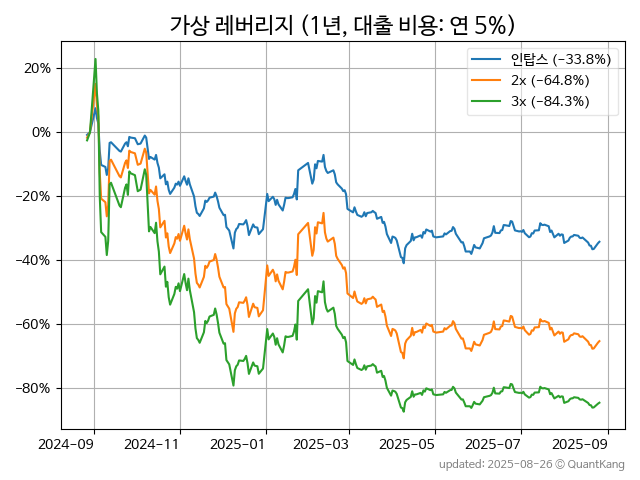 가상 레버리지 (1년, 대출 비용: 연 5%)
인탑스 (-33.8%)
2x (-64.8%)
3x (-84.3%)
20%
0%
-20%
-40%
-60%
-80%
2024-09 2024-11 2025-01 2025-03 2025-05 2025-07 2025-09
updated: 2025-08-26 © QuantKang